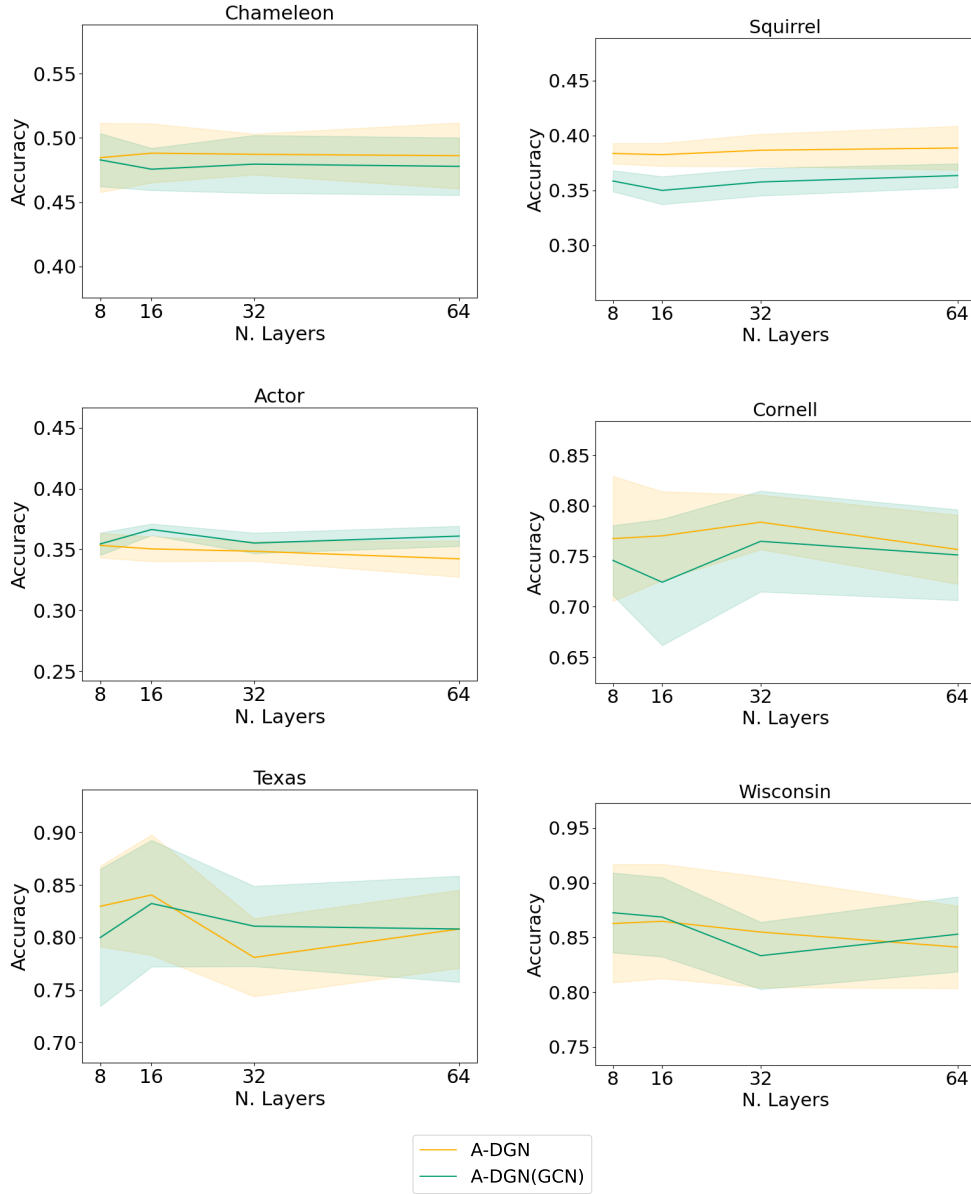 Chameleon
Accuracy
0.55
0.50
0.45
0.40
8 16 32 64
N. Layers
Squirrel
Accuracy
0.45
0.40
0.35
0.30
8 16 32 64
N. Layers
Actor
Accuracy
0.45
0.40
0.35
0.30
0.25
8 16 32 64
N. Layers
Cornell
Accuracy
0.85
0.80
0.75
0.70
0.65
8 16 32 64
N. Layers
Texas
Accuracy
0.90
0.85
0.80
0.75
0.70
8 16 32 64
N. Layers
Wisconsin
Accuracy
0.95
0.90
0.85
0.80
0.75
8 16 32 64
N. Layers
A-DGN
A-DGN(GCN)